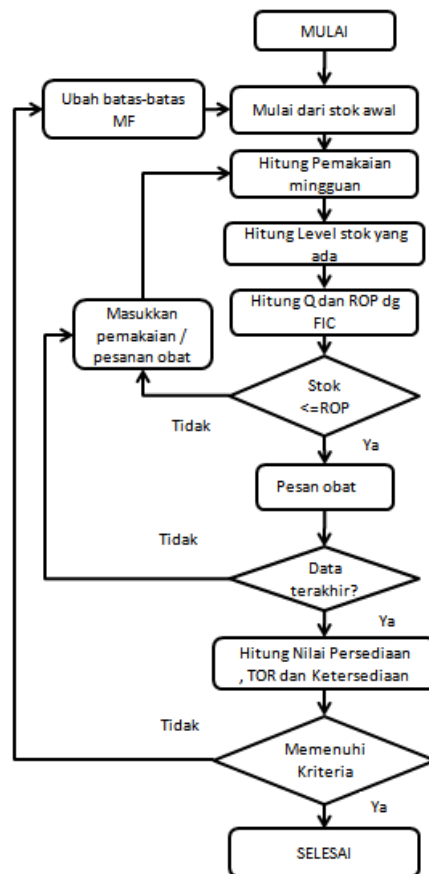 MULAI
Ubah batas-batas
MF
Mulai dari stok awal
Hitung Pemakaian
mingguan
Hitung Level stok yang
ada
Masukkan
pemakaian /
pesanan obat
Hitung Q dan ROP dg
FIC
Stok
<=ROP
Tidak
Ya
Pesan obat
Tidak
Data
terakhir?
Ya
Hitung Nilai Persediaan
, TOR dan Ketersediaan
Tidak
Memenuhi
Kriteria
Ya
SELESAI